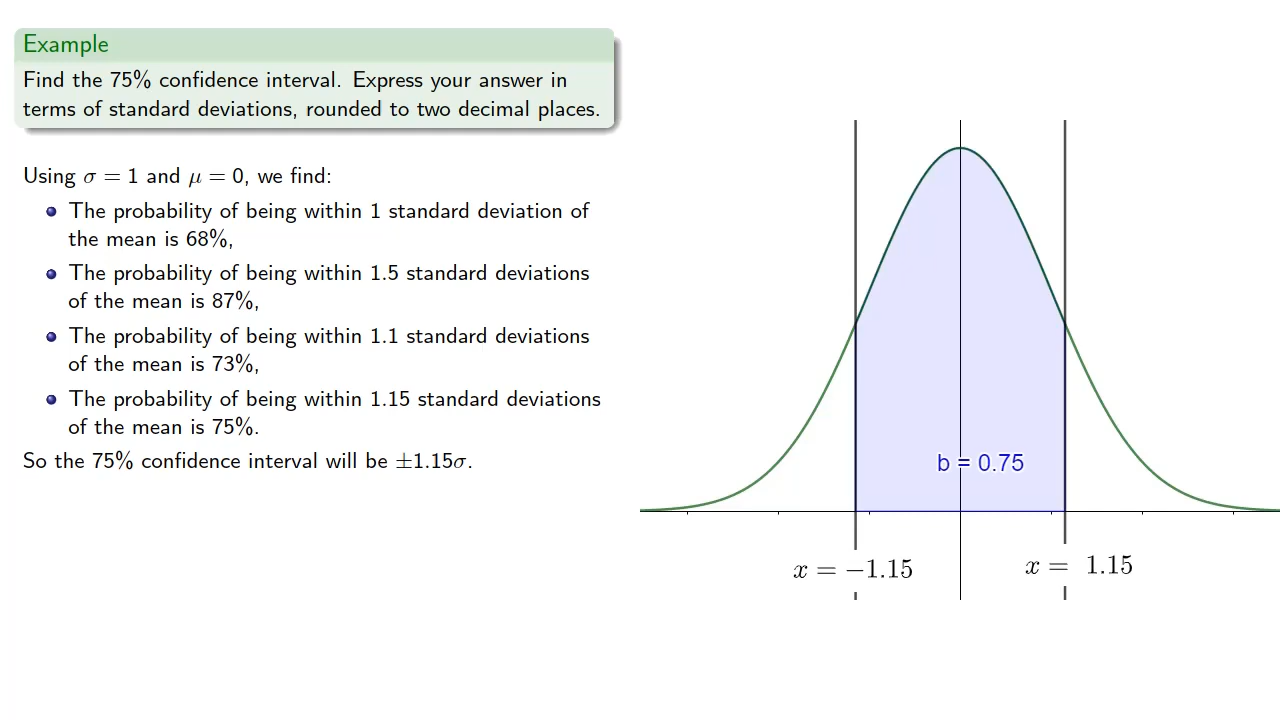 Example
Find the 75% confidence interval. Express your answer in
terms of standard deviations, rounded to two decimal places.
Using σ = 1 and μ = 0, we find:
The probability of being within 1 standard deviation of
the mean is 68%,
The probability of being within 1.5 standard deviations
of the mean is 87%,
The probability of being within 1.1 standard deviations
of the mean is 73%,
The probability of being within 1.15 standard deviations
of the mean is 75%.
So the 75% confidence interval will be ±1.15σ.
b = 0.75
x = −1.15
x = 1.15